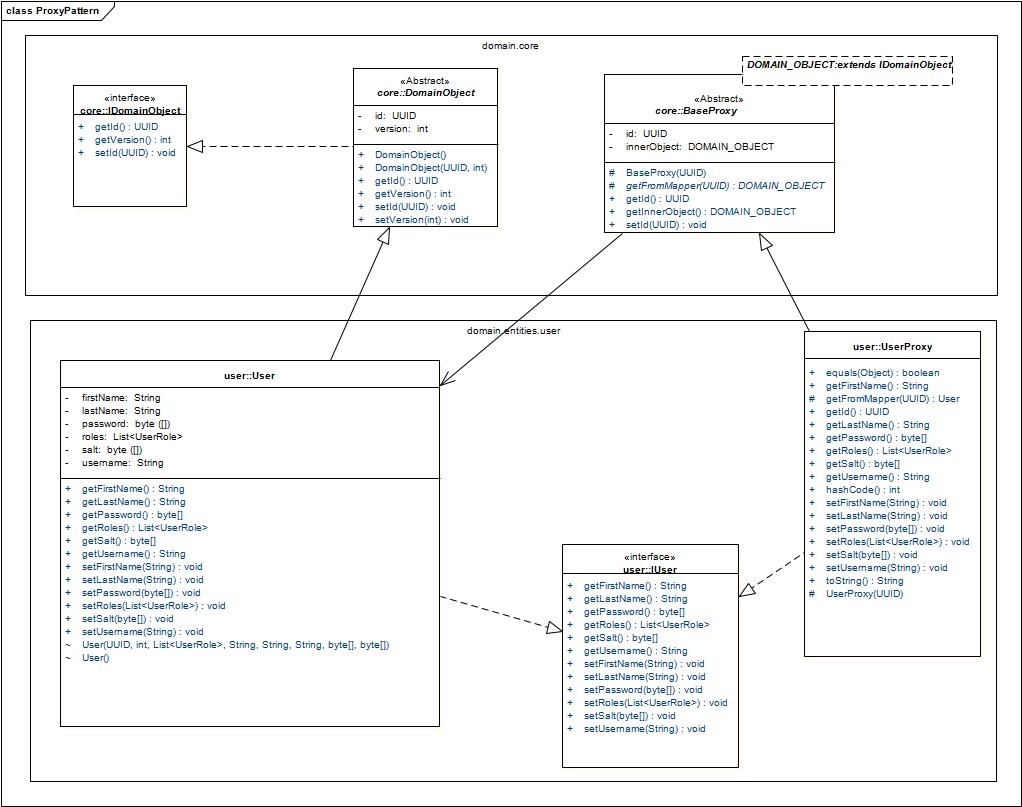 class ProxyPattern
domain.core
«interface»
core::IDomainObject
+ getId() : UUID
+ getVersion() : int
+ setId(UUID) : void
«Abstract»
core::DomainObject
- id: UUID
- version: int
+ DomainObject()
+ DomainObject(UUID, int)
+ getId() : UUID
+ getVersion() : int
+ setId(UUID) : void
+ setVersion(int) : void
DOMAIN_OBJECT:extends IDomainObject
«Abstract»
core::BaseProxy
- id: UUID
- innerObject: DOMAIN_OBJECT
# BaseProxy(UUID)
# getFromMapper(UUID) : DOMAIN_OBJECT
+ getId() : UUID
+ getInnerObject() : DOMAIN_OBJECT
+ setId(UUID) : void
domain.entities.user
user::User
- firstName: String
- lastName: String
- password: byte ([])
- roles: List<UserRole>
- salt: byte ([])
- username: String
+ getFirstName() : String
+ getLastName() : String
+ getPassword() : byte[]
+ getRoles() : List<UserRole>
+ getSalt() : byte[]
+ getUsername() : String
+ setFirstName(String) : void
+ setLastName(String) : void
+ setPassword(byte[]) : void
+ setRoles(List<UserRole>) : void
+ setSalt(byte[]) : void
+ setUsername(String) : void
~ User(UUID, int, List<UserRole>, String, String, String, byte[], byte[])
~ User()
«interface»
user::IUser
+ getFirstName() : String
+ getLastName() : String
+ getPassword() : byte[]
+ getRoles() : List<UserRole>
+ getSalt() : byte[]
+ getUsername() : String
+ setFirstName(String) : void
+ setLastName(String) : void
+ setPassword(byte[]) : void
+ setRoles(List<UserRole>) : void
+ setSalt(byte[]) : void
+ setUsername(String) : void
user::UserProxy
+ equals(Object) : boolean
+ getFirstName() : String
# getFromMapper(UUID) : User
+ getId() : UUID
+ getLastName() : String
+ getPassword() : byte[]
+ getRoles() : List<UserRole>
+ getSalt() : byte[]
+ getUsername() : String
+ hashCode() : int
+ setFirstName(String) : void
+ setLastName(String) : void
+ setPassword(byte[]) : void
+ setRoles(List<UserRole>) : void
+ setSalt(byte[]) : void
+ setUsername(String) : void
+ toString() : String
# UserProxy(UUID)